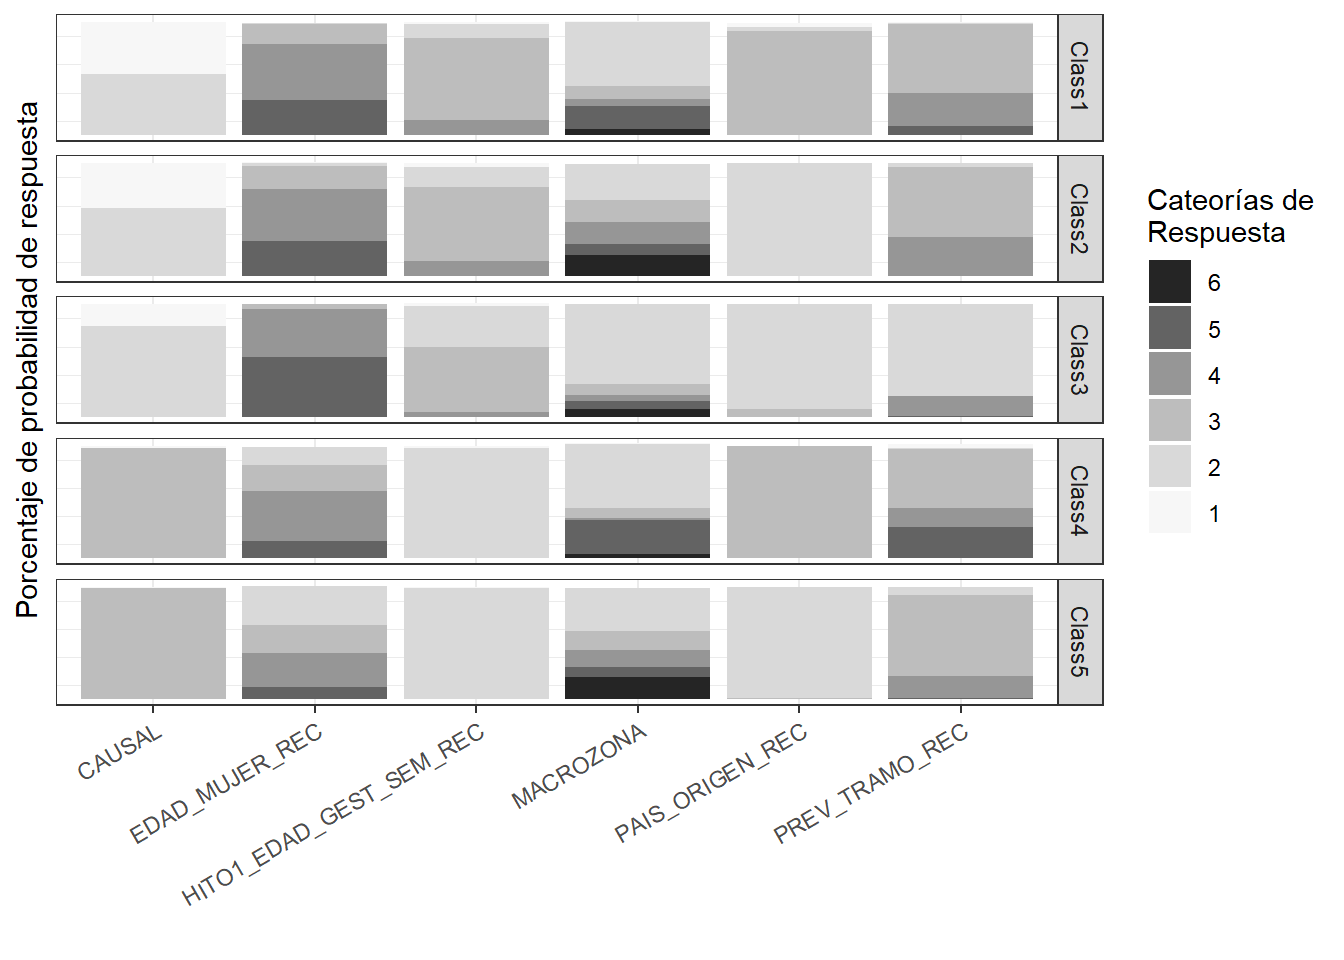 Porcentaje de probabilidad de respuesta
Class1
Class2
Class3
Class4
Class5
CAUSAL
EDAD_MUJER_REC
HITO1_EDAD_GEST_SEM_REC
MACROZONA
PAIS_ORIGEN_REC
PREV_TRAMO_REC
Cateorías de
Respuesta
6
5
4
3
2
1